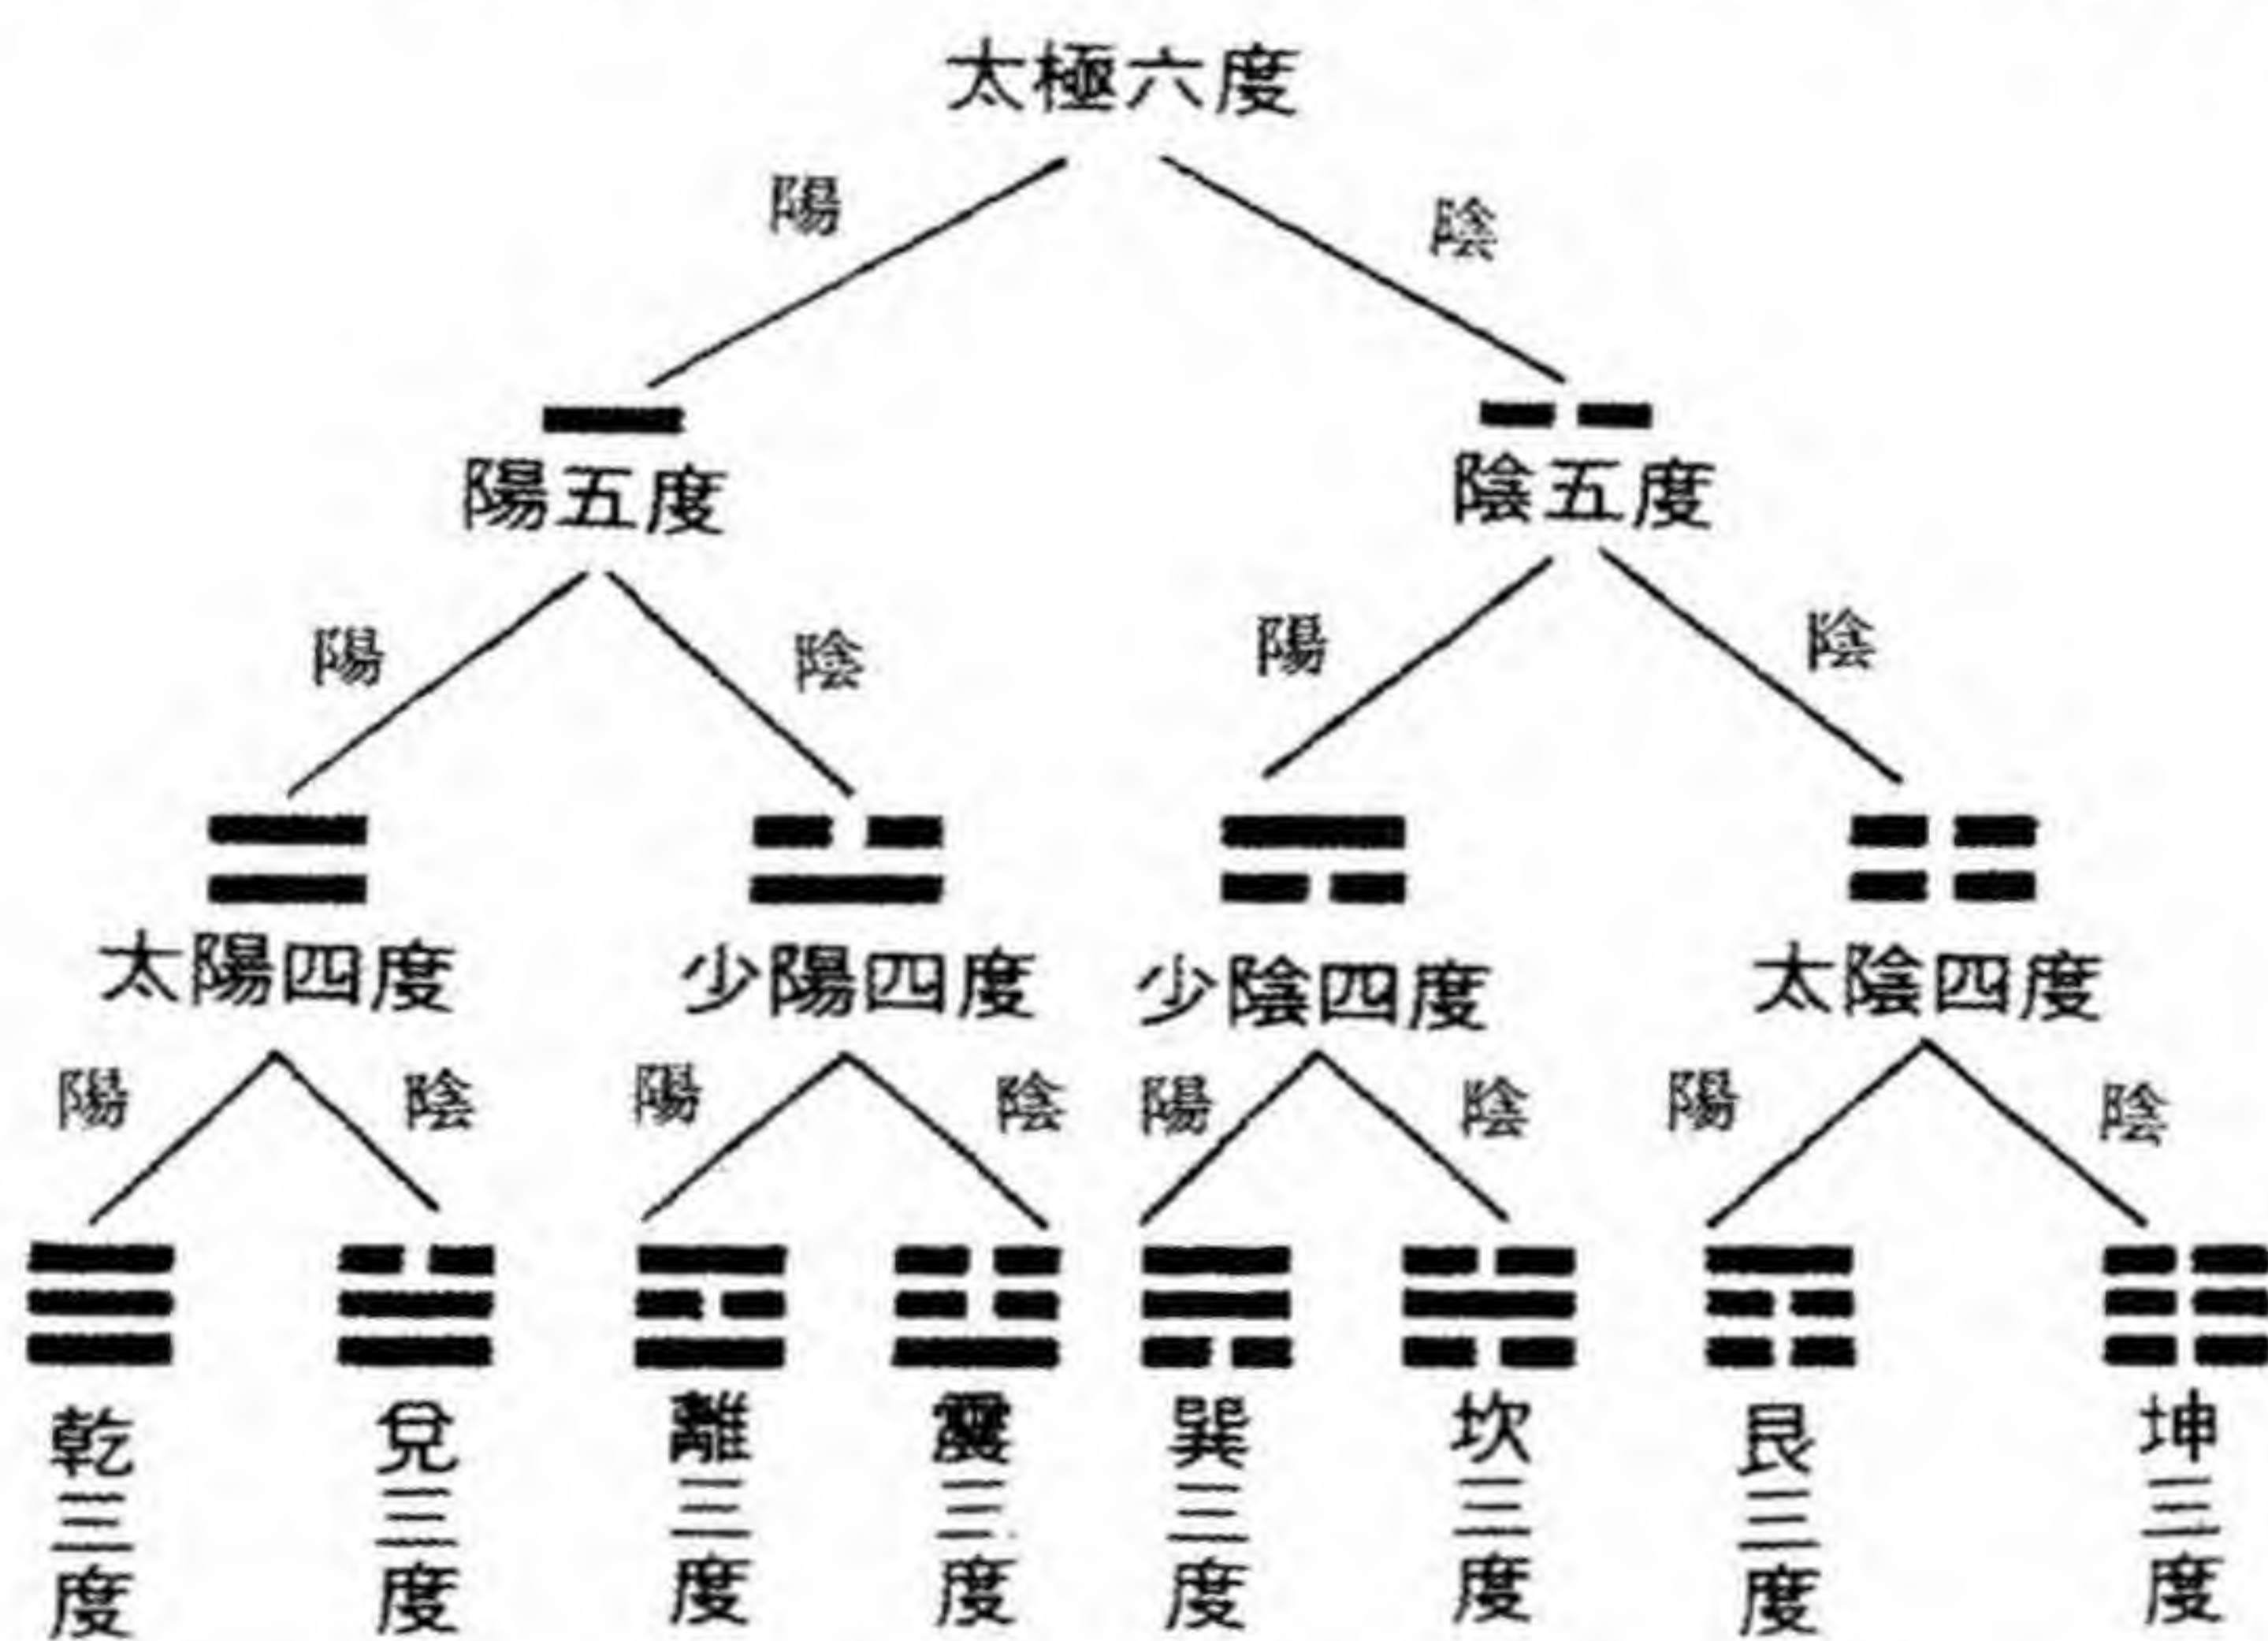 太極六度
陽 陰
陽五度 陰五度
陽 陰 陽 陰
太陽四度 少陽四度 少陰四度 太陰四度
陽 陰 陽 陰 陽 陰 陽 陰
乾三度 兌三度 離三度 震三度 巽三度 坎三度 艮三度 坤三度